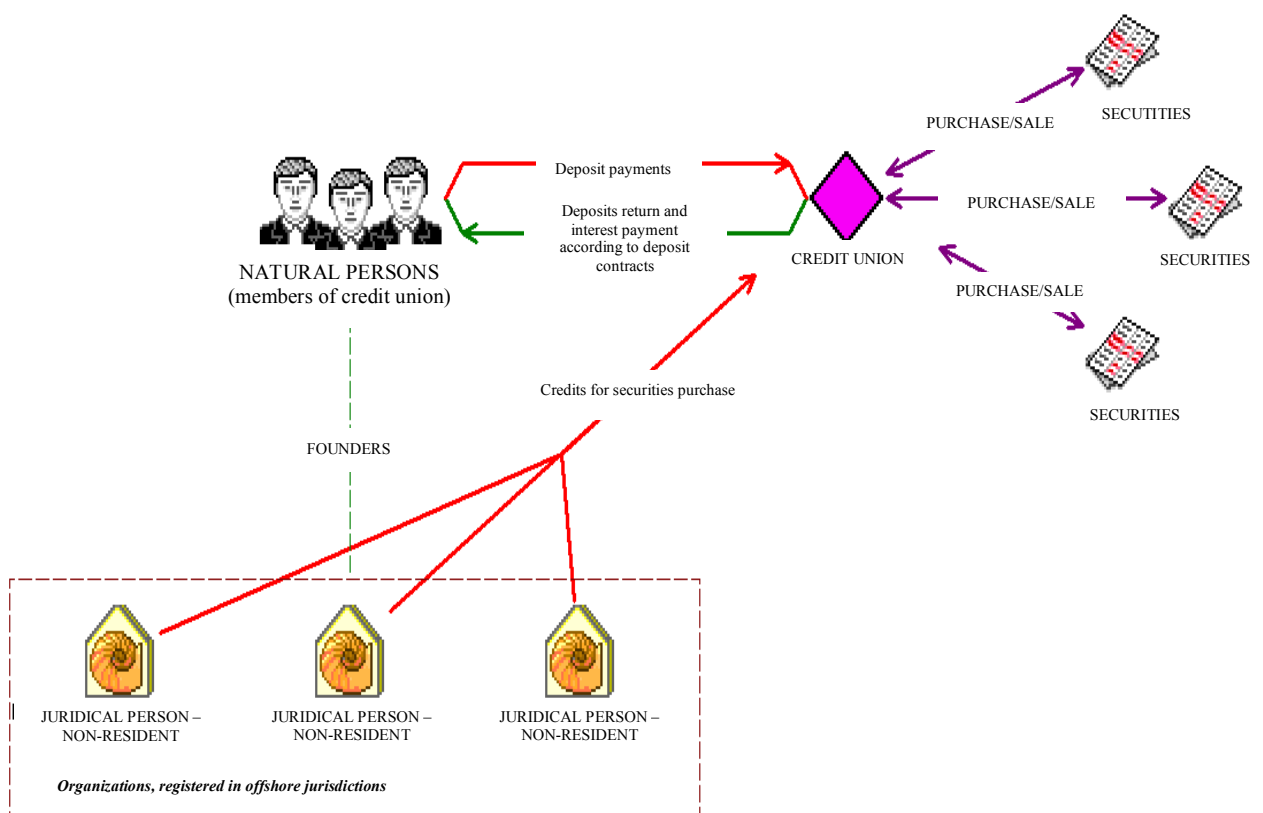 SECUTITIES
PURCHASE/SALE
Deposit payments
Deposits return and
interest payment
according to deposit
contracts
PURCHASE/SALE
CREDIT UNION
SECURITIES
NATURAL PERSONS
(members of credit union)
PURCHASE/SALE
Credits for securities purchase
SECURITIES
FOUNDERS
JURIDICAL PERSON –
NON-RESIDENT
JURIDICAL PERSON –
NON-RESIDENT
JURIDICAL PERSON –
NON-RESIDENT
Organizations, registered in offshore jurisdictions